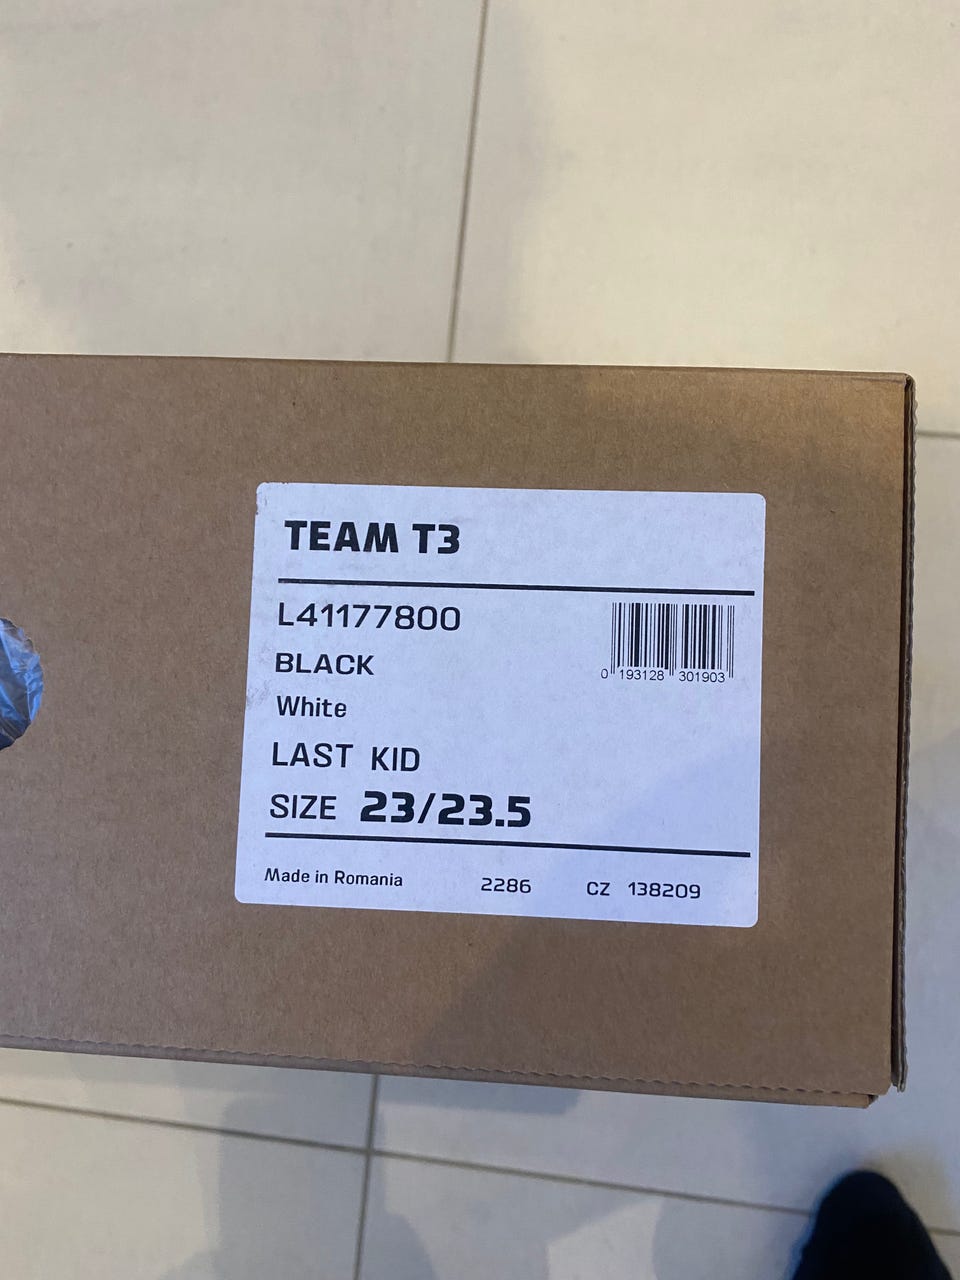 TEAM T3
L41177800
BLACK
White
LAST KID
SIZE 23/23.5
0 193128 301903
Made in Romania 2286 CZ 138209